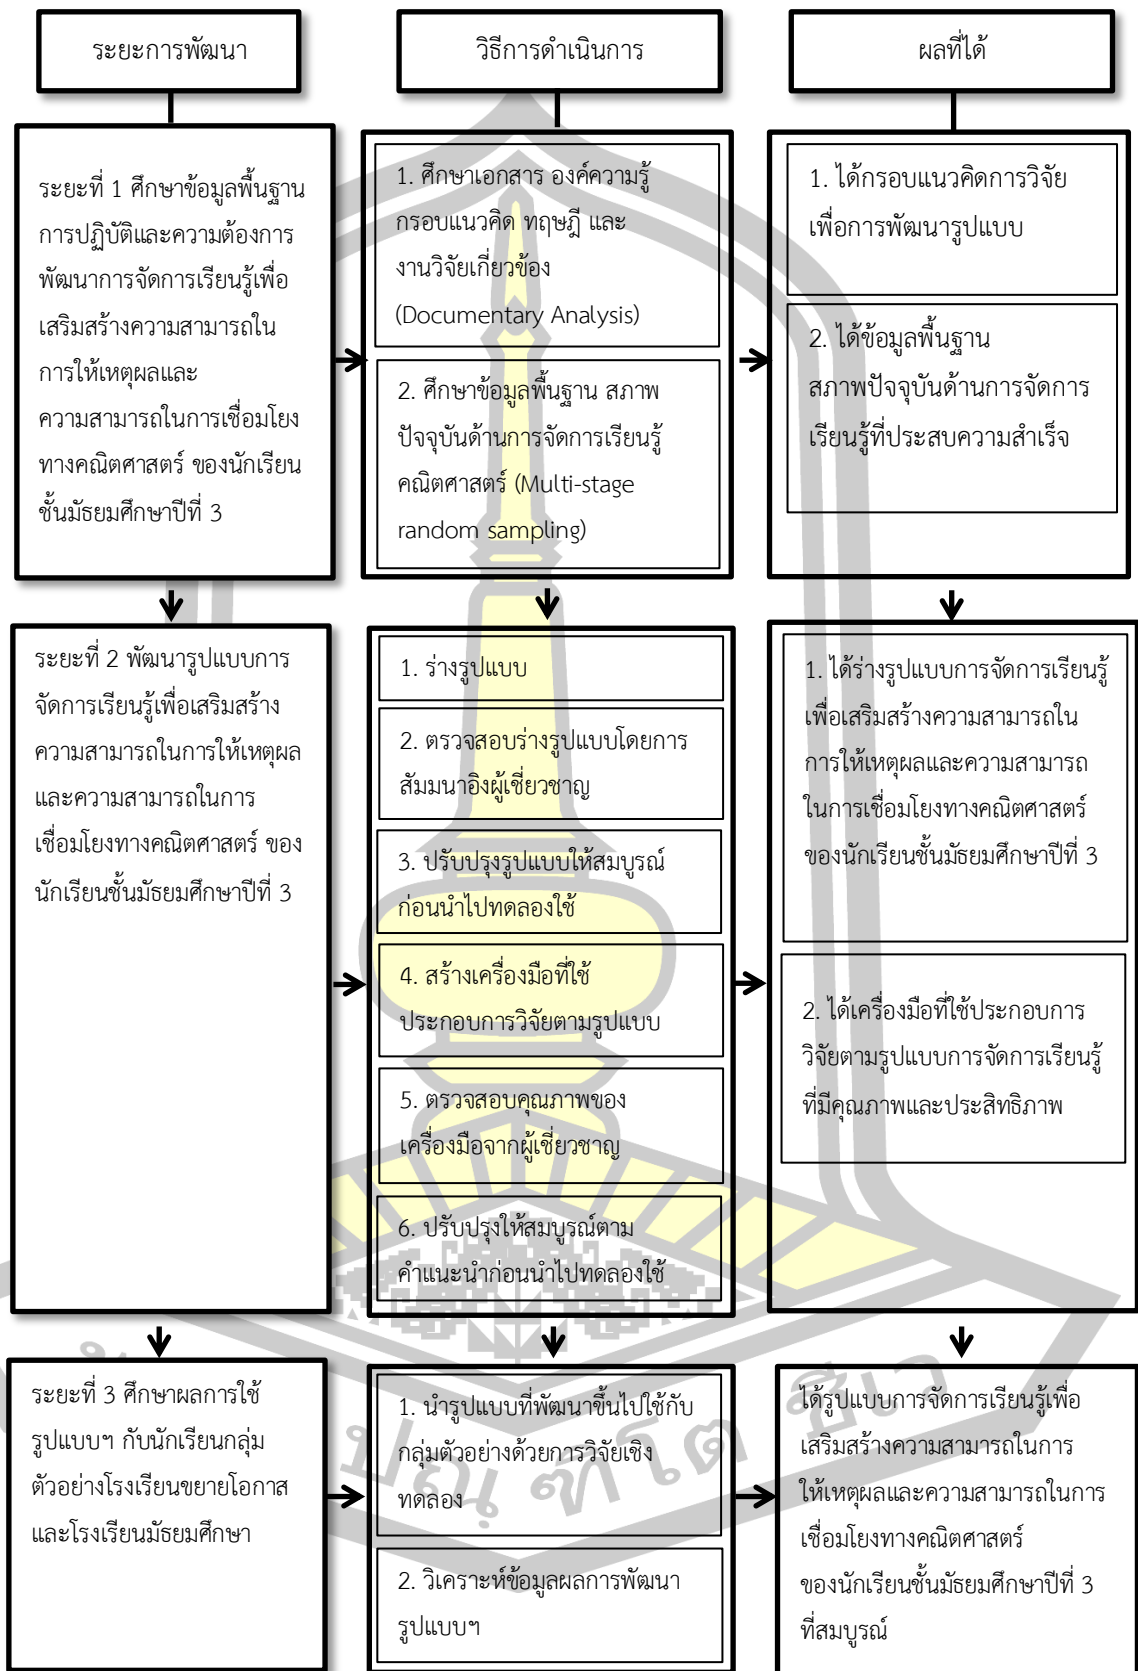 ระยะการพัฒนา
วิธีการดำเนินการ
ผลที่ได้
ระยะที่ 1 ศึกษาข้อมูลพื้นฐาน
การปฏิบัติและความต้องการ
พัฒนาการจัดการเรียนรู้เพื่อ
เสริมสร้างความสามารถใน
การให้เหตุผลและ
ความสามารถในการเชื่อมโยง
ทางคณิตศาสตร์ ของนักเรียน
ชั้นมัธยมศึกษาปีที่ 3
1. ศึกษาเอกสาร องค์ความรู้
กรอบแนวคิด ทฤษฎี และ
งานวิจัยเกี่ยวข้อง
(Documentary Analysis)
2. ศึกษาข้อมูลพื้นฐาน สภาพ
ปัจจุบันด้านการจัดการเรียนรู้
คณิตศาสตร์ (Multi-stage
random sampling)
1. ได้กรอบแนวคิดการวิจัย
เพื่อการพัฒนารูปแบบ
2. ได้ข้อมูลพื้นฐาน
สภาพปัจจุบันด้านการจัดการ
เรียนรู้ที่ประสบความสำเร็จ
ระยะที่ 2 พัฒนารูปแบบการ
จัดการเรียนรู้เพื่อเสริมสร้าง
ความสามารถในการให้เหตุผล
และความสามารถในการ
เชื่อมโยงทางคณิตศาสตร์ ของ
นักเรียนชั้นมัธยมศึกษาปีที่ 3
1. ร่างรูปแบบ
2. ตรวจสอบร่างรูปแบบโดยการ
สัมมนาอิงผู้เชี่ยวชาญ
3. ปรับปรุงรูปแบบให้สมบูรณ์
ก่อนนำไปทดลองใช้
4. สร้างเครื่องมือที่ใช้
ประกอบการวิจัยตามรูปแบบ
5. ตรวจสอบคุณภาพของ
เครื่องมือจากผู้เชี่ยวชาญ
6. ปรับปรุงให้สมบูรณ์ตาม
คำแนะนำก่อนนำไปทดลองใช้
1. ได้ร่างรูปแบบการจัดการเรียนรู้
เพื่อเสริมสร้างความสามารถใน
การให้เหตุผลและความสามารถ
ในการเชื่อมโยงทางคณิตศาสตร์
ของนักเรียนชั้นมัธยมศึกษาปีที่ 3
2. ได้เครื่องมือที่ใช้ประกอบการ
วิจัยตามรูปแบบการจัดการเรียนรู้
ที่มีคุณภาพและประสิทธิภาพ
ระยะที่ 3 ศึกษาผลการใช้
รูปแบบฯ กับนักเรียนกลุ่ม
ตัวอย่างโรงเรียนขยายโอกาส
และโรงเรียนมัธยมศึกษา
1. นำรูปแบบที่พัฒนาขึ้นไปใช้กับ
กลุ่มตัวอย่างด้วยการวิจัยเชิง
ทดลอง
2. วิเคราะห์ข้อมูลผลการพัฒนา
รูปแบบฯ
ได้รูปแบบการจัดการเรียนรู้เพื่อ
เสริมสร้างความสามารถในการ
ให้เหตุผลและความสามารถในการ
เชื่อมโยงทางคณิตศาสตร์
ของนักเรียนชั้นมัธยมศึกษาปีที่ 3
ที่สมบูรณ์
ปณฺฑิโต ชีเว